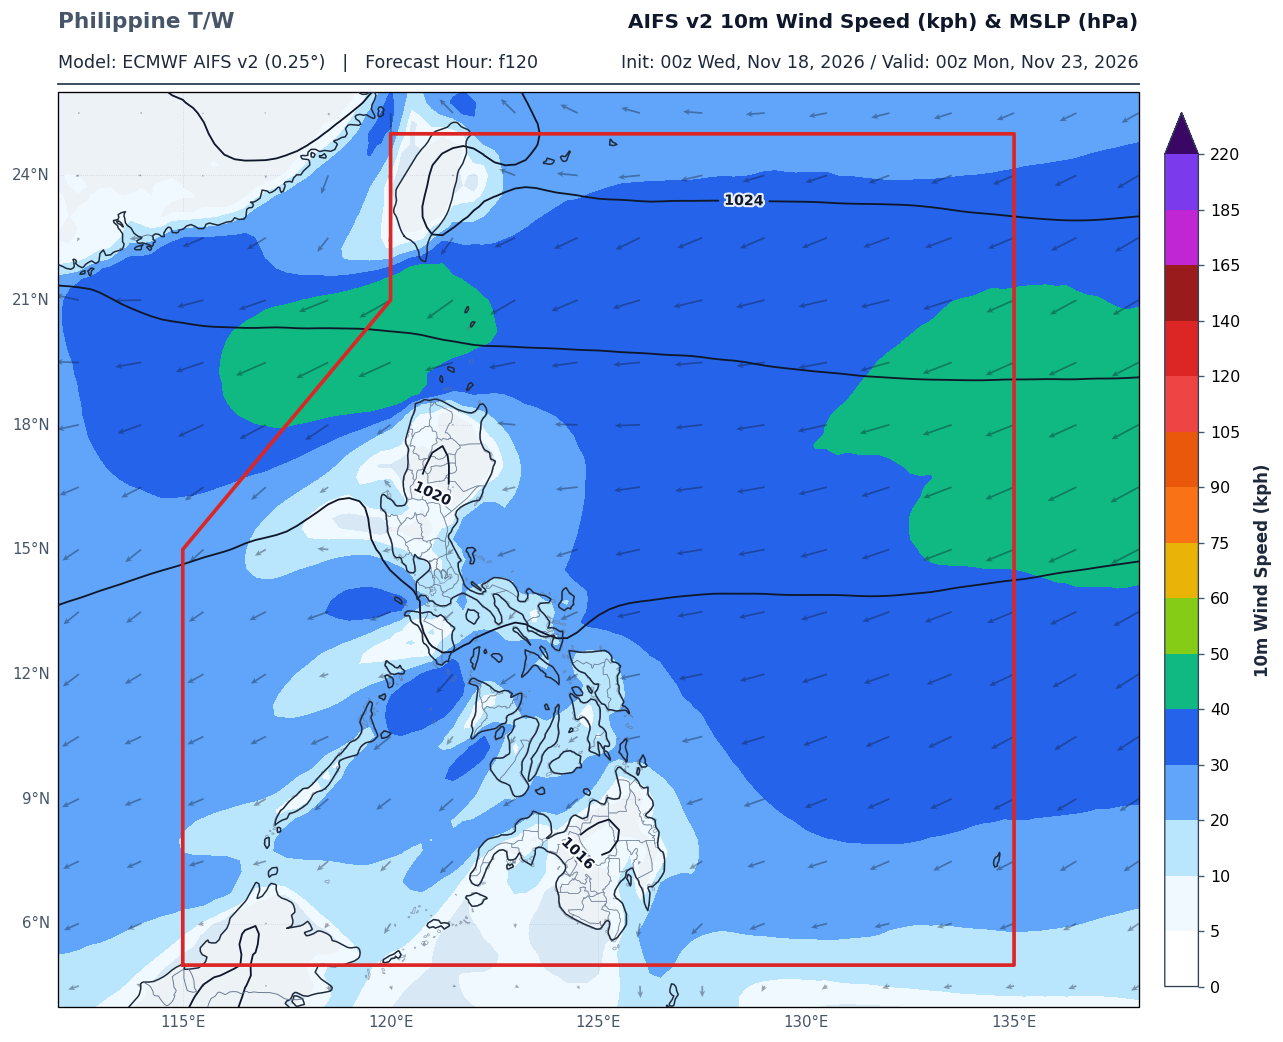 Philippine T/W
AIFS v2 10m Wind Speed (kph) & MSLP (hPa)
Model: ECMWF AIFS v2 (0.25°) | Forecast Hour: f120
Init: 00z Wed, Nov 18, 2026 / Valid: 00z Mon, Nov 23, 2026
24°N
21°N
18°N
15°N
12°N
9°N
6°N
1024
1020
1016
115°E
120°E
125°E
130°E
135°E
220
185
165
140
120
105
90
75
60
50
40
30
20
10
5
0
10m Wind Speed (kph)